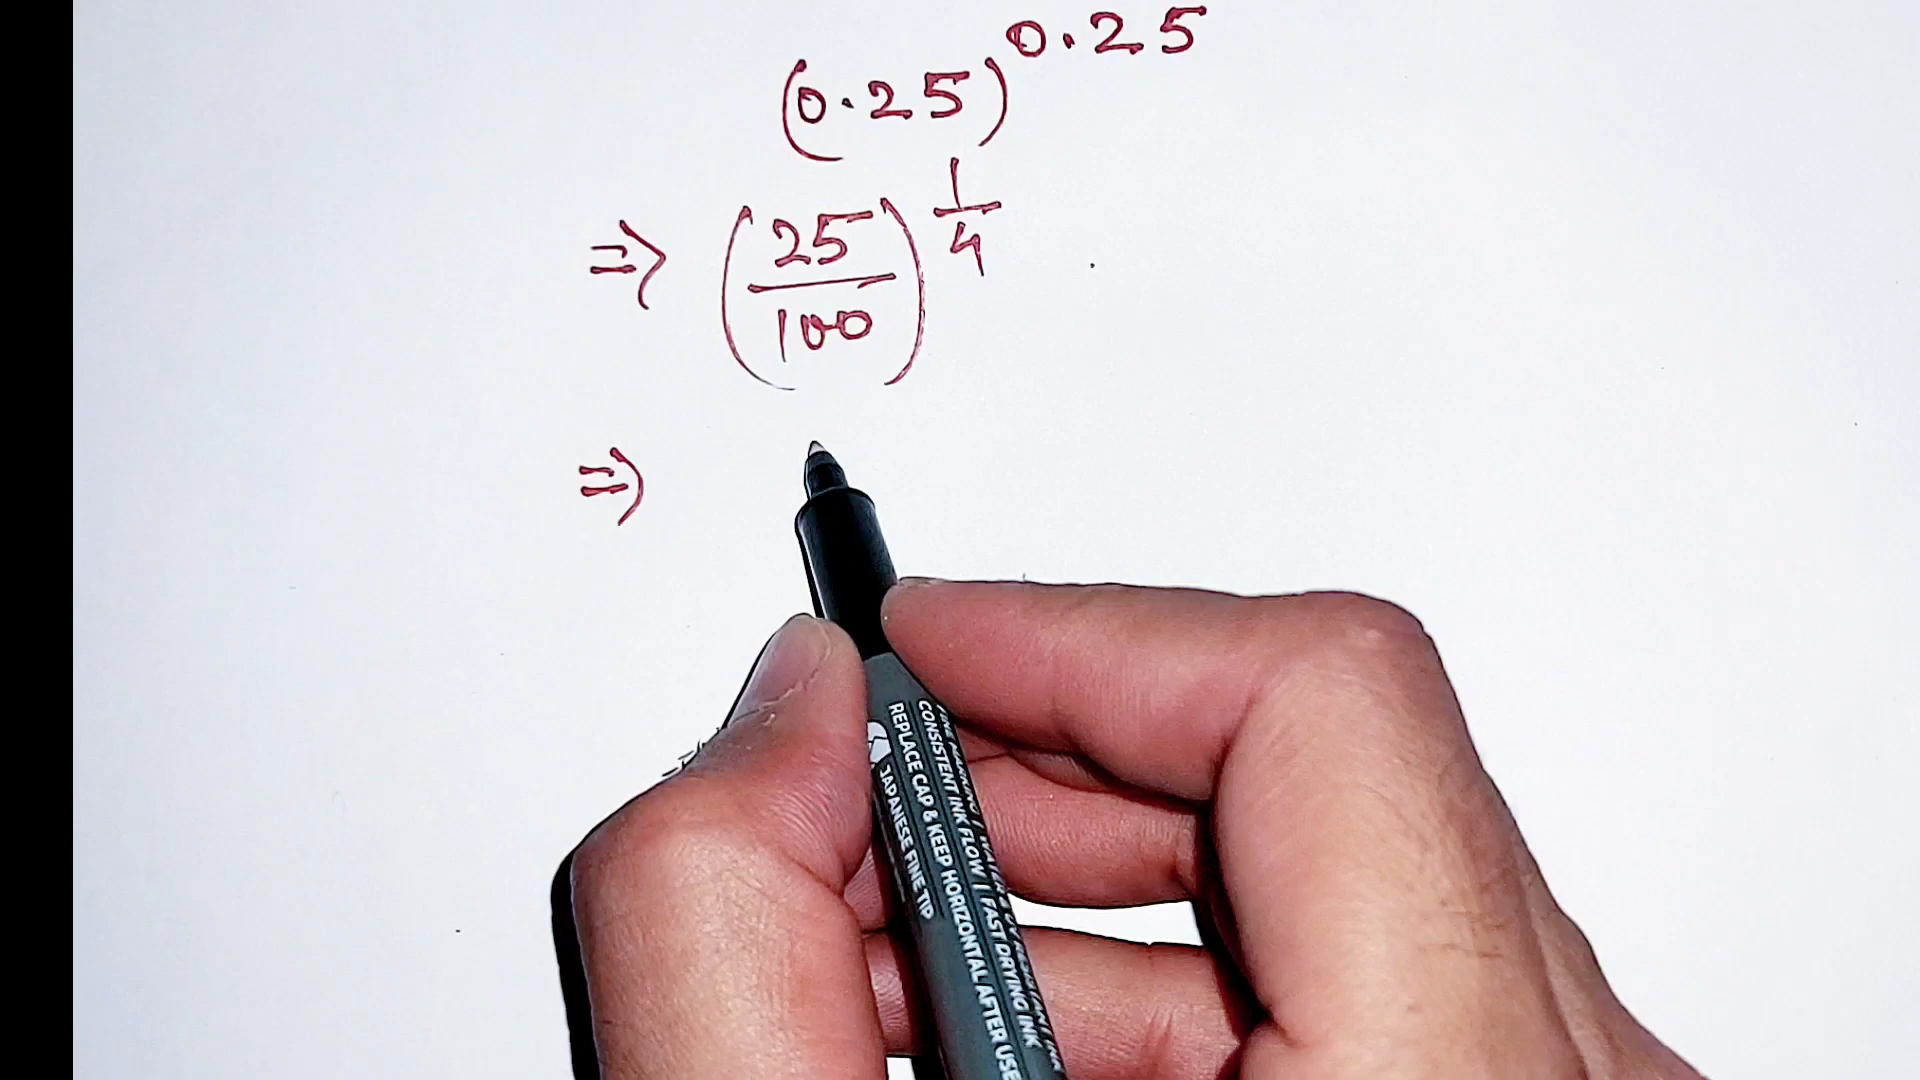 (0.25)^0.25
=> (25/100)^1/4
=>
CONSISTENT INK FLOW | FAST DRYING INK
REPLACE CAP & KEEP HORIZONTAL AFTER USE
JAPANESE FINE TIP